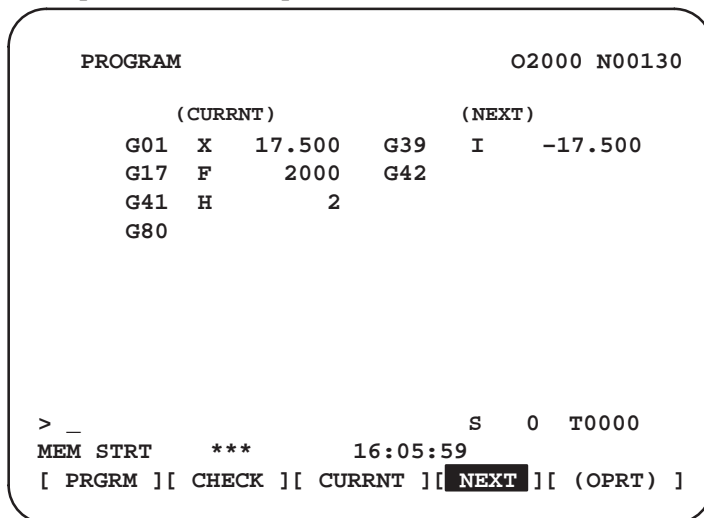 PROGRAM O2000 N00130
(CURRNT) (NEXT)
G01 X 17.500 G39 I −17.500
G17 F 2000 G42
G41 H 2
G80
> _ S 0 T0000
MEM STRT *** 16:05:59
[ PRGRM ][ CHECK ][ CURRNT ][ NEXT ][ (OPRT) ]